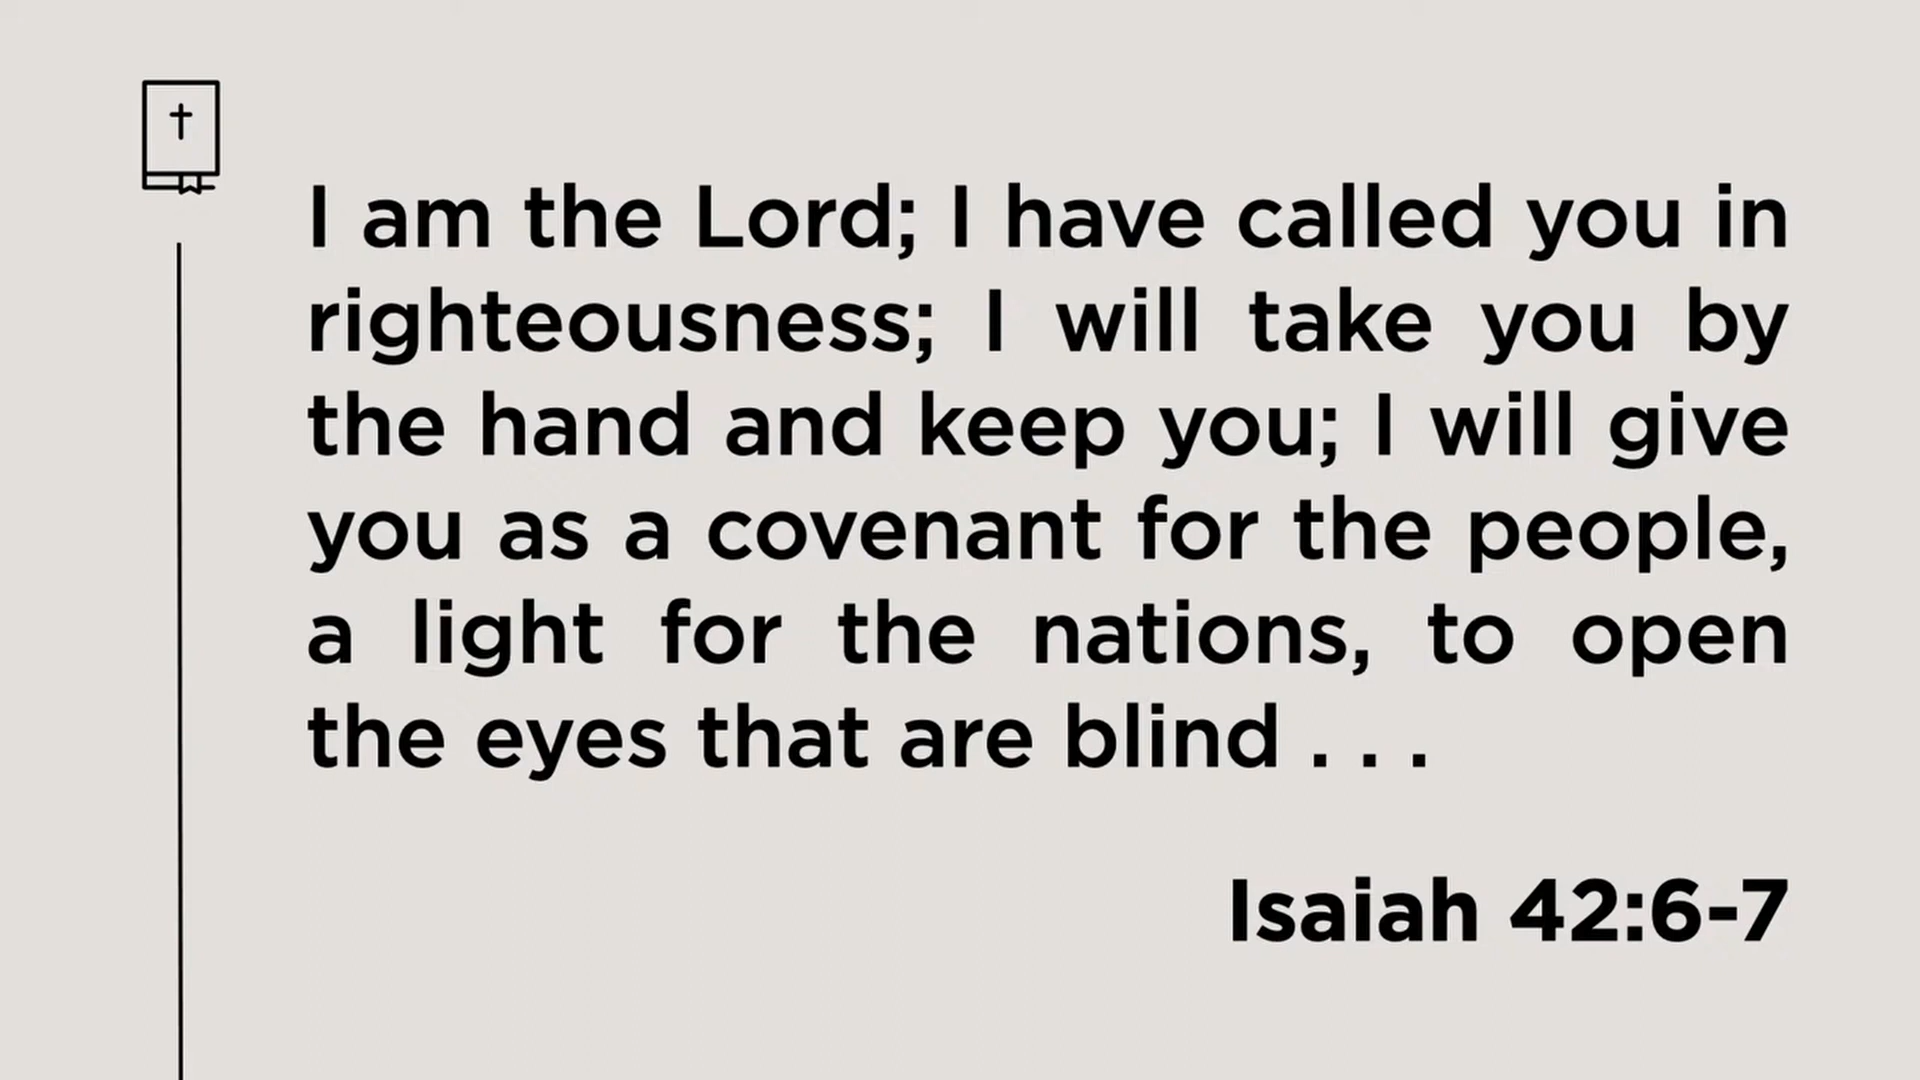 I am the Lord; I have called you in
righteousness; I will take you by
the hand and keep you; I will give
you as a covenant for the people,
a light for the nations, to open
the eyes that are blind . . .
Isaiah 42:6-7